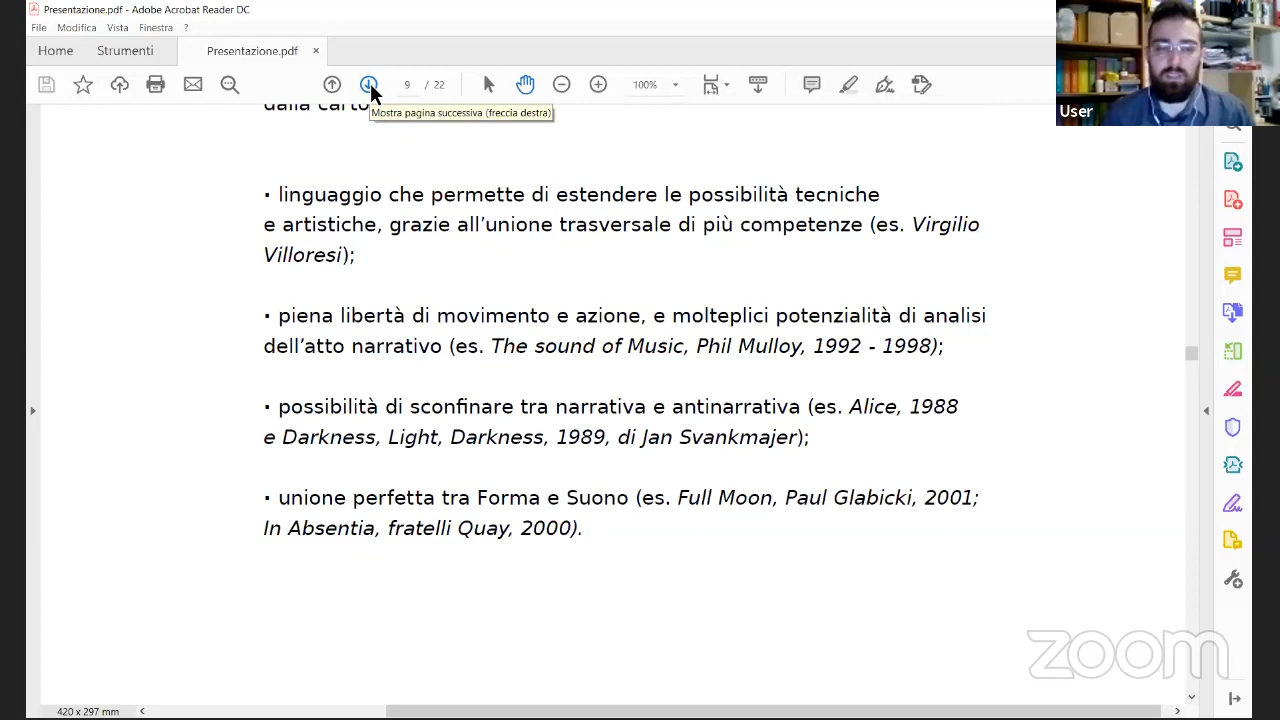 Presentazione.pdf - Adobe Acrobat Reader DC
File Modifica Vista Finestra ?
Home Strumenti Presentazione.pdf ×
9 / 22 100%
Mostra pagina successiva (freccia destra)
dalla carto
User
· linguaggio che permette di estendere le possibilità tecniche
e artistiche, grazie all’unione trasversale di più competenze (es. Virgilio
Villoresi);
· piena libertà di movimento e azione, e molteplici potenzialità di analisi
dell’atto narrativo (es. The sound of Music, Phil Mulloy, 1992 - 1998);
· possibilità di sconfinare tra narrativa e antinarrativa (es. Alice, 1988
e Darkness, Light, Darkness, 1989, di Jan Svankmajer);
· unione perfetta tra Forma e Suono (es. Full Moon, Paul Glabicki, 2001;
In Absentia, fratelli Quay, 2000).
zoom
420 x 297 mm